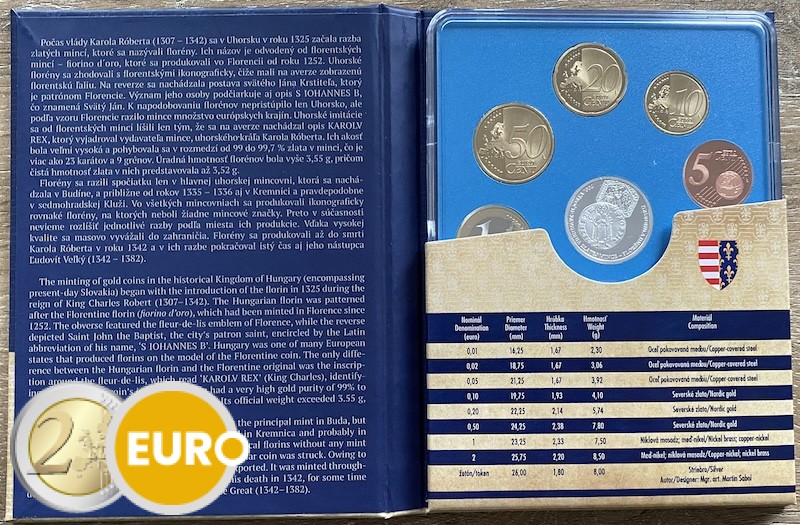 Počas vlády Karola Róberta (1307 – 1342) sa v Uhorsku v roku 1325 začala razba
zlatých mincí, ktoré sa nazývali florény. Ich názov je odvodený od florentských
mincí – fiorino d´oro, ktoré sa produkovali vo Florencii od roku 1252. Uhorské
florény sa zhodovali s florentskými ikonograficky, čiže mali na averze zobrazenú
florentskú ľaliu. Na reverze sa nachádzala postava svätého Jána Krstiteľa, ktorý
je patrónom Florencie. Význam jeho osoby podčiarkuje aj opis S IOHANNES B,
čo znamená Svätý Ján. K napodobovaniu florénov nepristúpilo len Uhorsko, ale
podľa vzoru Florencie razilo mince množstvo európskych krajín. Uhorské imitácie
sa od florentských mincí líšili len tým, že sa na averze nachádzal opis KAROLV
REX, ktorý vyjadroval vydavateľa mince, uhorského kráľa Karola Róberta. Ich akosť
bola veľmi vysoká a pohybovala sa v rozmedzí od 99 do 99,7 % zlata v minci, čo je
viac ako 23 karátov a 9 grénov. Úradná hmotnosť florénov bola vyše 3,55 g, pričom
čistá hmotnosť zlata v nich predstavovala až 3,52 g.
Florény sa razili spočiatku len v hlavnej uhorskej mincovni, ktorá sa nachá-
dzala v Budíne, a približne od rokov 1335 – 1336 aj v Kremnici a pravdepodobne
v sedmohradskej Kluži. Vo všetkých mincovniach sa produkovali ikonograficky
rovnaké florény, na ktorých neboli žiadne mincové značky. Preto v súčasnosti
nevieme rozlíšiť jednotlivé razby podľa miesta ich produkcie. Vďaka vysokej
kvalite sa masovo vyvážali do zahraničia. Florény sa produkovali až do smrti
Karola Róberta v roku 1342 a v ich razbe pokračoval istý čas aj jeho nástupca
Ľudovít Veľký (1342 – 1382).
The minting of gold coins in the historical Kingdom of Hungary (encompassing
present-day Slovakia) began with the introduction of the florin in 1325 during the
reign of King Charles Robert (1307–1342). The Hungarian florin was patterned
after the Florentine florin (fiorino d'oro), which had been minted in Florence since
1252. The obverse featured the fleur-de-lis emblem of Florence, while the reverse
depicted Saint John the Baptist, the city's patron saint, encircled by the Latin
abbreviation of his name, 'S IOHANNES B'. Hungary was one of many European
states that produced florins on the model of the Florentine coin. The only diffe-
rence between the Hungarian florin and the Florentine original was the inscrip-
tion around the fleur-de-lis, which read 'KAROLV REX' (King Charles), identify-
had a very high gold purity of 99% to
Its official weight exceeded 3,55 g,
the principal mint in Buda, but
in Kremnica and probably in
cal florins without any mint
ar coin was struck. Owing to
ported. It was minted through-
his death in 1342, for some time
Great (1342–1382).
20
EURO
CENT
10
EURO
CENT
50
EURO
CENT
5
EURO
CENT
1
2
EURO
Nominál Priemer Hrúbka Hmotnosť Materiál
Denomination Diameter Thickness Weight Composition
(euro) (mm) (mm) (g)
0,01 16,25 1,67 2,30 Oceľ pokovovaná meďou/Copper-covered steel
0,02 18,75 1,67 3,06 Oceľ pokovovaná meďou/Copper-covered steel
0,05 21,25 1,67 3,92 Oceľ pokovovaná meďou/Copper-covered steel
0,10 19,75 1,93 4,10 Severské zlato/Nordic gold
0,20 22,25 2,14 5,74 Severské zlato/Nordic gold
0,50 24,25 2,38 7,80 Severské zlato/Nordic gold
1 23,25 2,33 7,50 Niklová mosadz; meď-nikel/Nickel brass; copper-nickel
2 25,75 2,20 8,50 Meď-nikel; niklová mosadz/Copper-nickel; nickel brass
žetón/token 26,00 1,80 8,00 Striebro/Silver
Autor/Designer: Mgr. art. Martin Sabol